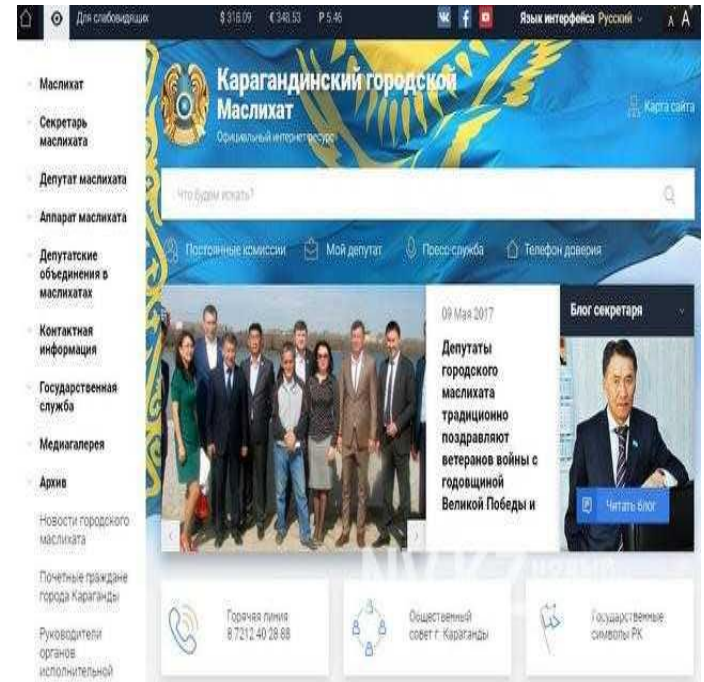 Для слабовидящих
$ 316.09 € 348.53 Р 5.46
Язык интерфейса Русский
А А
Маслихат
Секретарь
маслихата
Депутат маслихата
Аппарат маслихата
Депутатские
объединения в
маслихатах
Контактная
информация
Государственная
служба
Медиагалерея
Архив
Новости городского
маслихата
Почетные граждане
города Караганды
Руководители
органов
исполнительной
Карагандинский городской
Маслихат
Официальный интернет-ресурс
Карта сайта
Что будем искать?
Постоянные комиссии
Мой депутат
Пресс-служба
Телефон доверия
09 Мая 2017
Депутаты
городского
маслихата
традиционно
поздравляют
ветеранов войны с
годовщиной
Великой Победы и
Блог секретаря
Читать блог
NV.KZ
Горячая линия
8 7212 40 28 88
Общественный
совет г. Караганды
Государственные
символы РК